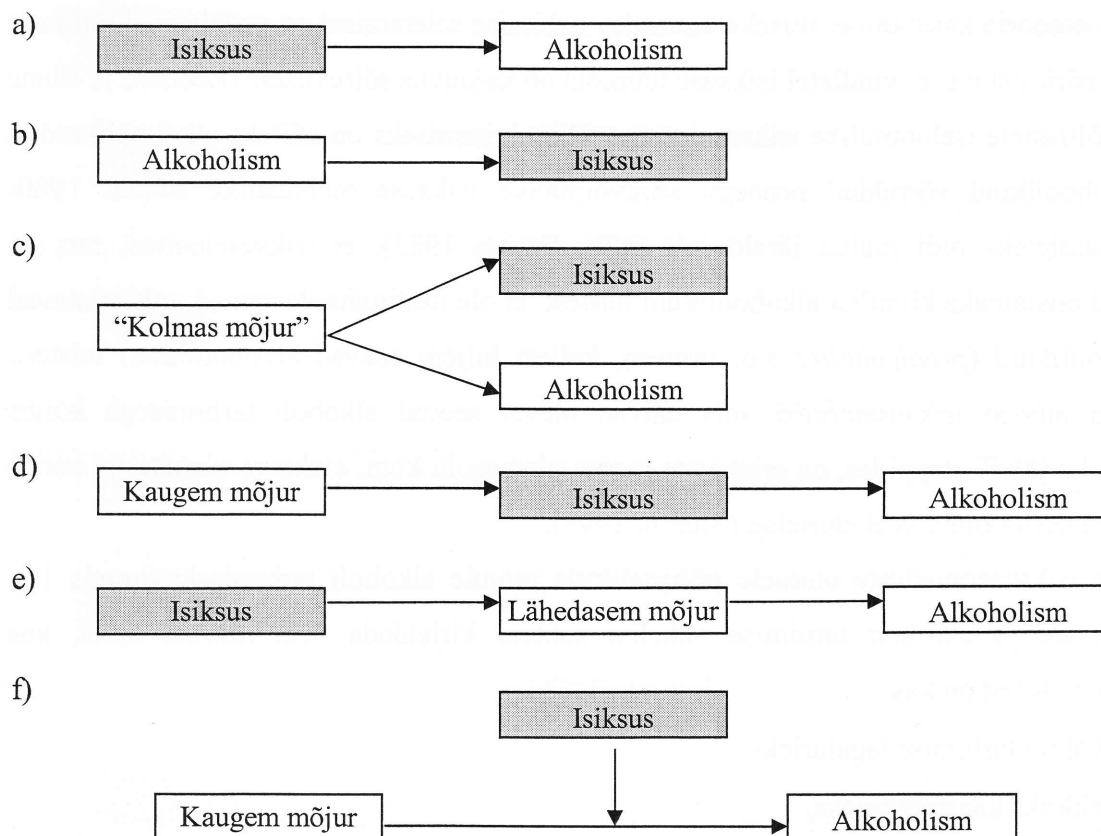 a)
Isiksus Alkoholism
b)
Alkoholism Isiksus
c)
Isiksus
“Kolmas mõjur”
Alkoholism
d)
Kaugem mõjur Isiksus Alkoholism
e)
Isiksus Lähedasem mõjur Alkoholism
f)
Isiksus
Kaugem mõjur Alkoholism